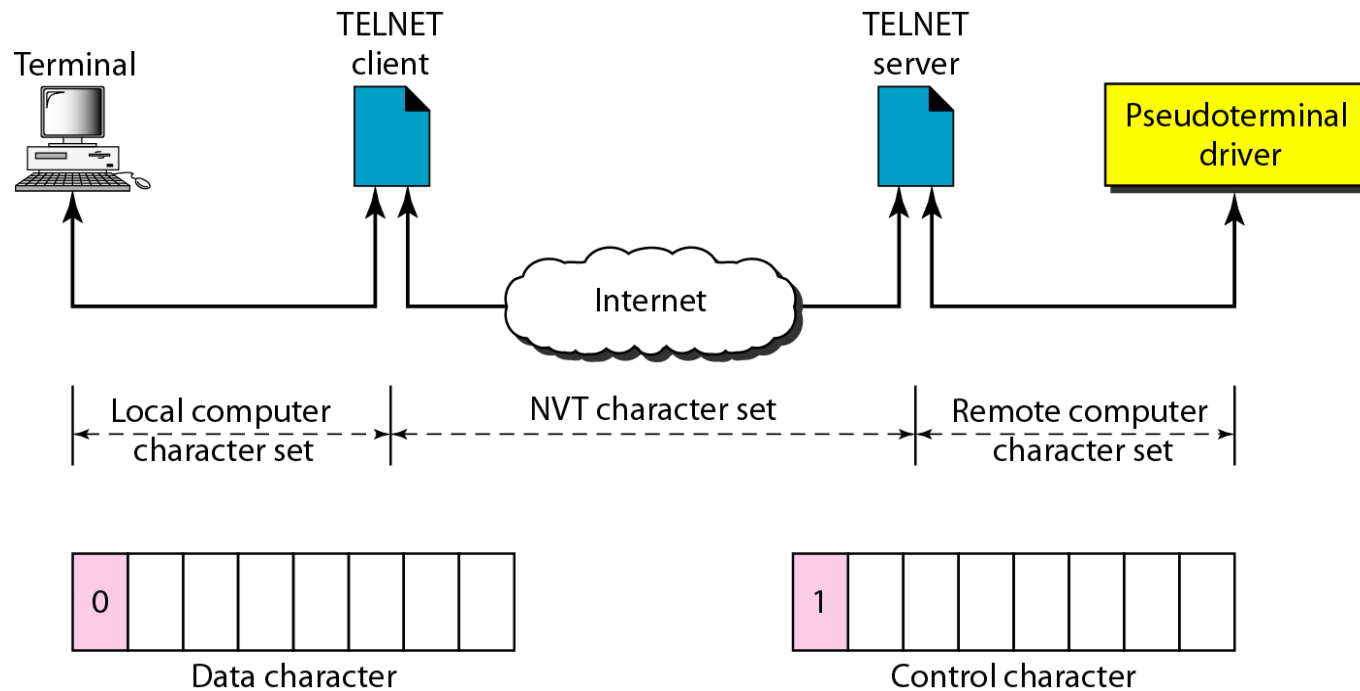 Terminal
TELNET
client
TELNET
server
Pseudoterminal
driver
Internet
Local computer
character set
NVT character set
Remote computer
character set
0
Data character
1
Control character